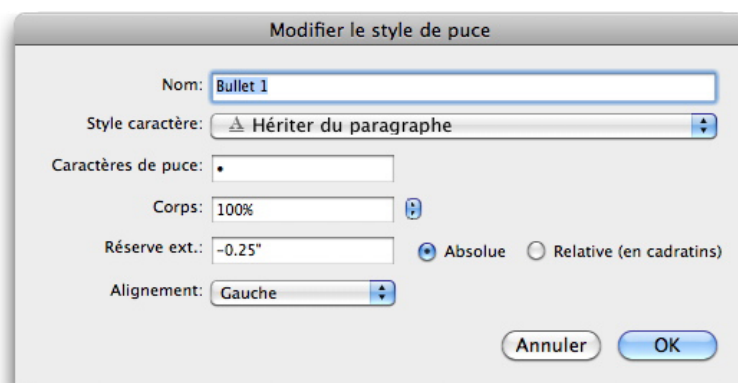 Modifier le style de puce
Nom: Bullet 1
Style caractère: A Hériter du paragraphe
Caractères de puce: •
Corps: 100%
Réserve ext.: -0.25" Absolue Relative (en cadratins)
Alignement: Gauche
Annuler OK